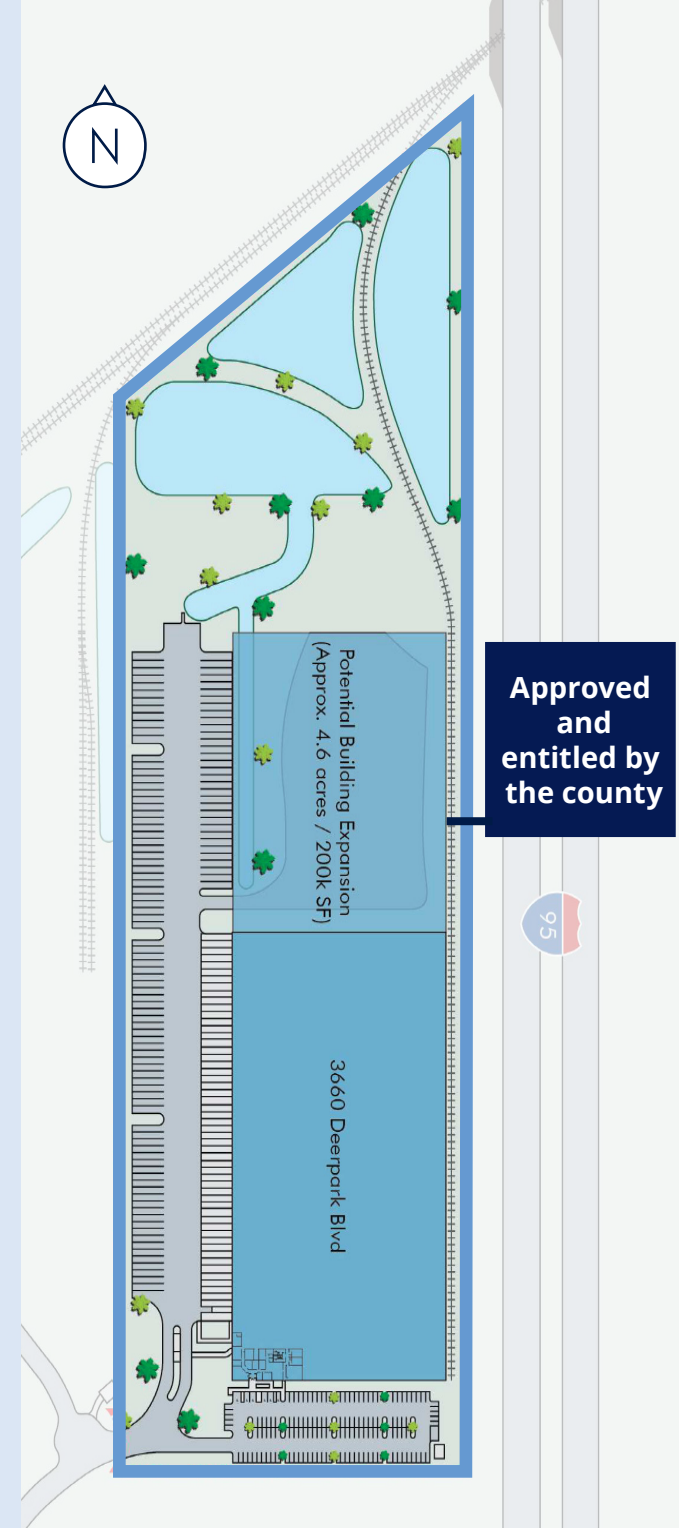 N
Potential Building Expansion
(Approx. 4.6 acres / 200k SF)
Approved
and
entitled by
the county
95
3660 Deerpark Blvd